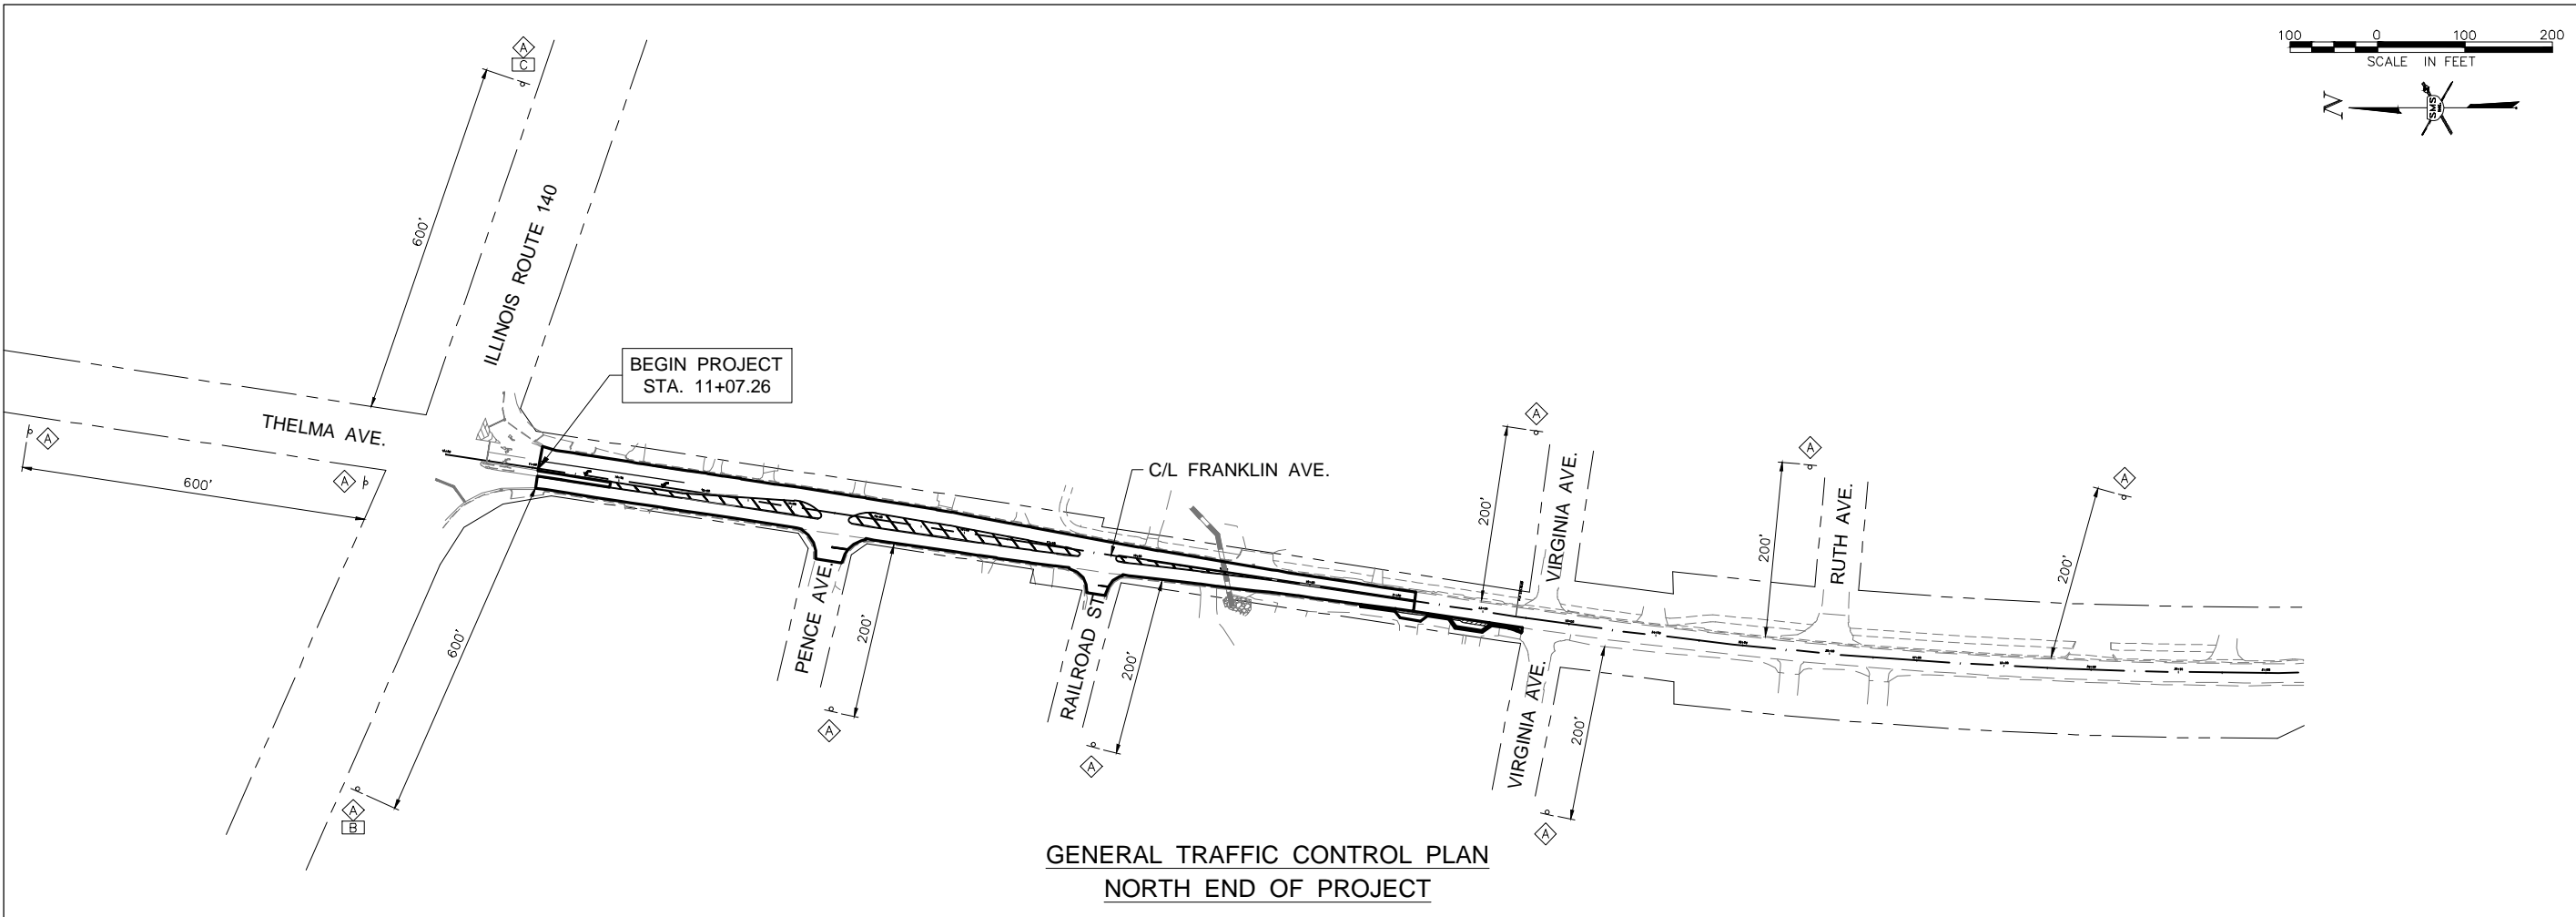 100 0 100 200
SCALE IN FEET
N
SMS
A
C
600'
ILLINOIS ROUTE 140
BEGIN PROJECT
STA. 11+07.26
THELMA AVE.
A
600'
A
C/L FRANKLIN AVE.
A
200'
VIRGINIA AVE.
A
200'
RUTH AVE.
A
200'
600'
A
B
PENCE AVE.
200'
A
RAILROAD ST.
200'
A
VIRGINIA AVE.
200'
A
GENERAL TRAFFIC CONTROL PLAN
NORTH END OF PROJECT